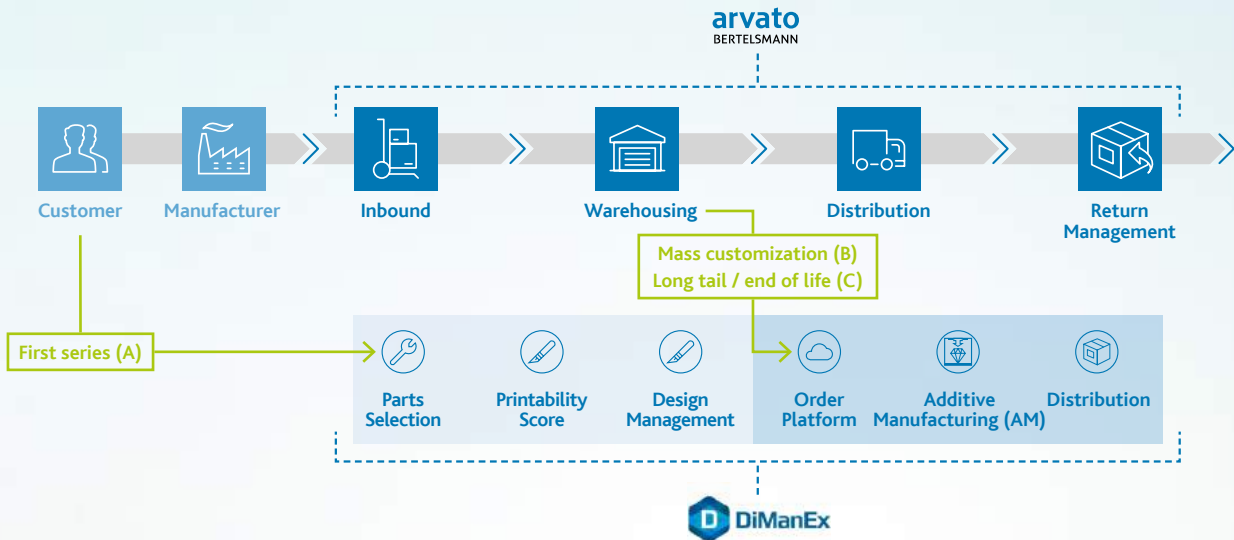 arvato
BERTELSMANN
Customer
Manufacturer
Inbound
Warehousing
Distribution
Return
Management
Mass customization (B)
Long tail / end of life (C)
First series (A)
Parts
Selection
Printability
Score
Design
Management
Order
Platform
Additive
Manufacturing (AM)
Distribution
D DiManEx